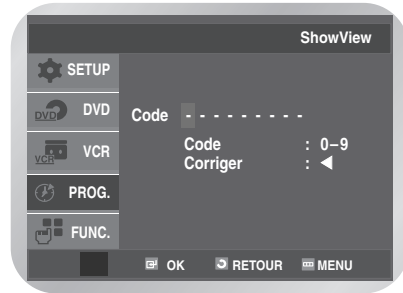 ShowView
SETUP
DVD DVD
VCR VCR
PROG.
FUNC.
Code - - - - - - - - -
Code : 0–9
Corriger : ◀
OK RETOUR MENU